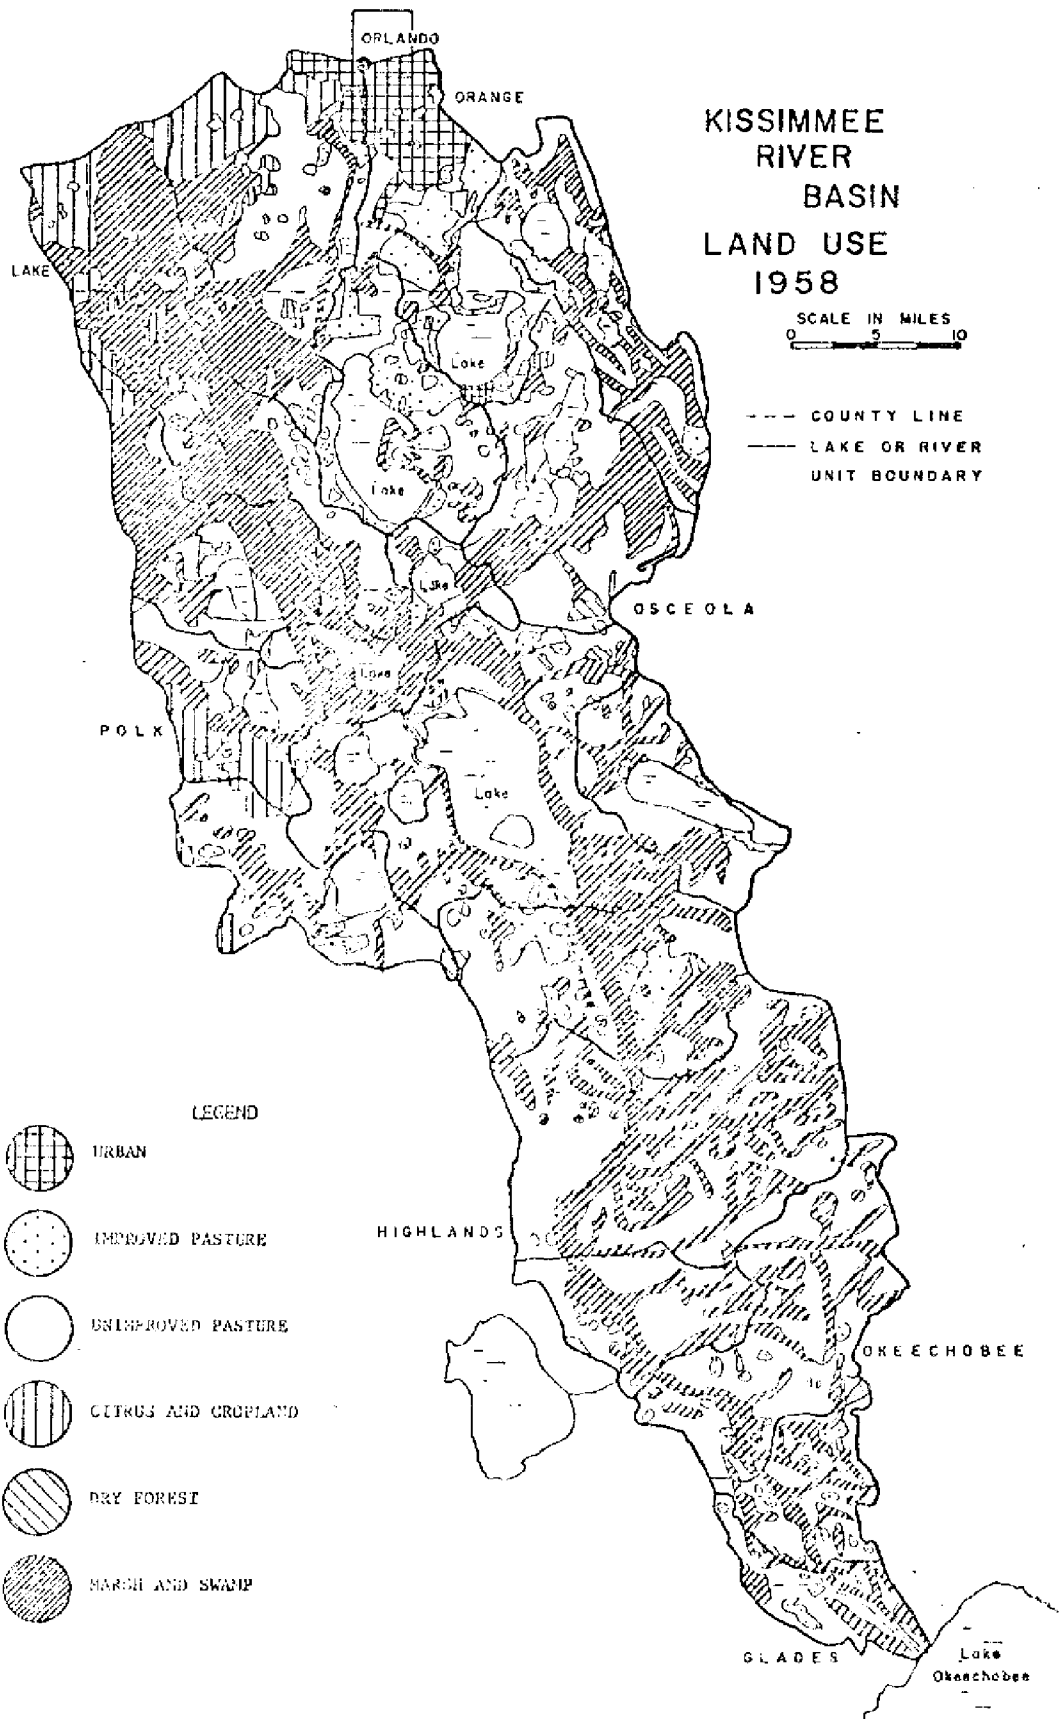 ORLANDO
ORANGE
KISSIMMEE
RIVER
BASIN
LAND USE
1958
SCALE IN MILES
0 5 10
COUNTY LINE
LAKE OR RIVER
UNIT BOUNDARY
LAKE
Lake
Lake
Lake
OSCEOLA
Lake
POLK
Lake
LEGEND
URBAN
IMPROVED PASTURE
UNIMPROVED PASTURE
CITRUS AND CROPLAND
DRY FOREST
MARSH AND SWAMP
HIGHLANDS
OKEECHOBEE
GLADES
Lake
Okeechobee